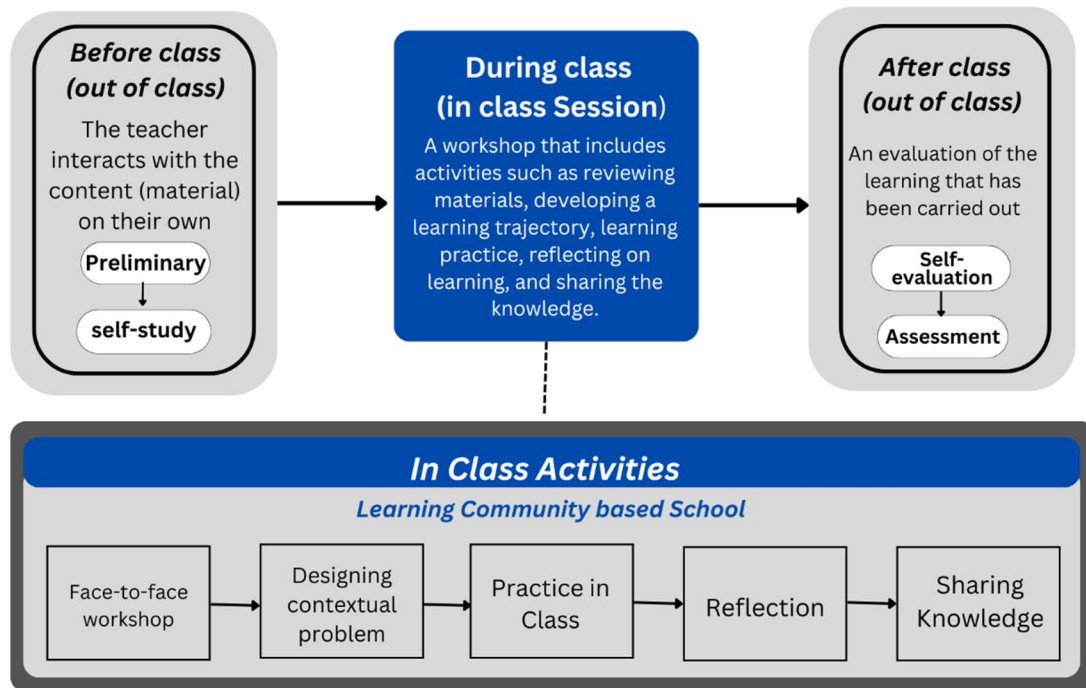 Before class
(out of class)
The teacher
interacts with the
content (material)
on their own
Preliminary
self-study
During class
(in class Session)
A workshop that includes
activities such as reviewing
materials, developing a
learning trajectory, learning
practice, reflecting on
learning, and sharing the
knowledge.
After class
(out of class)
An evaluation of the
learning that has
been carried out
Self-
evaluation
Assessment
In Class Activities
Learning Community based School
Face-to-face
workshop
Designing
contextual
problem
Practice in
Class
Reflection
Sharing
Knowledge